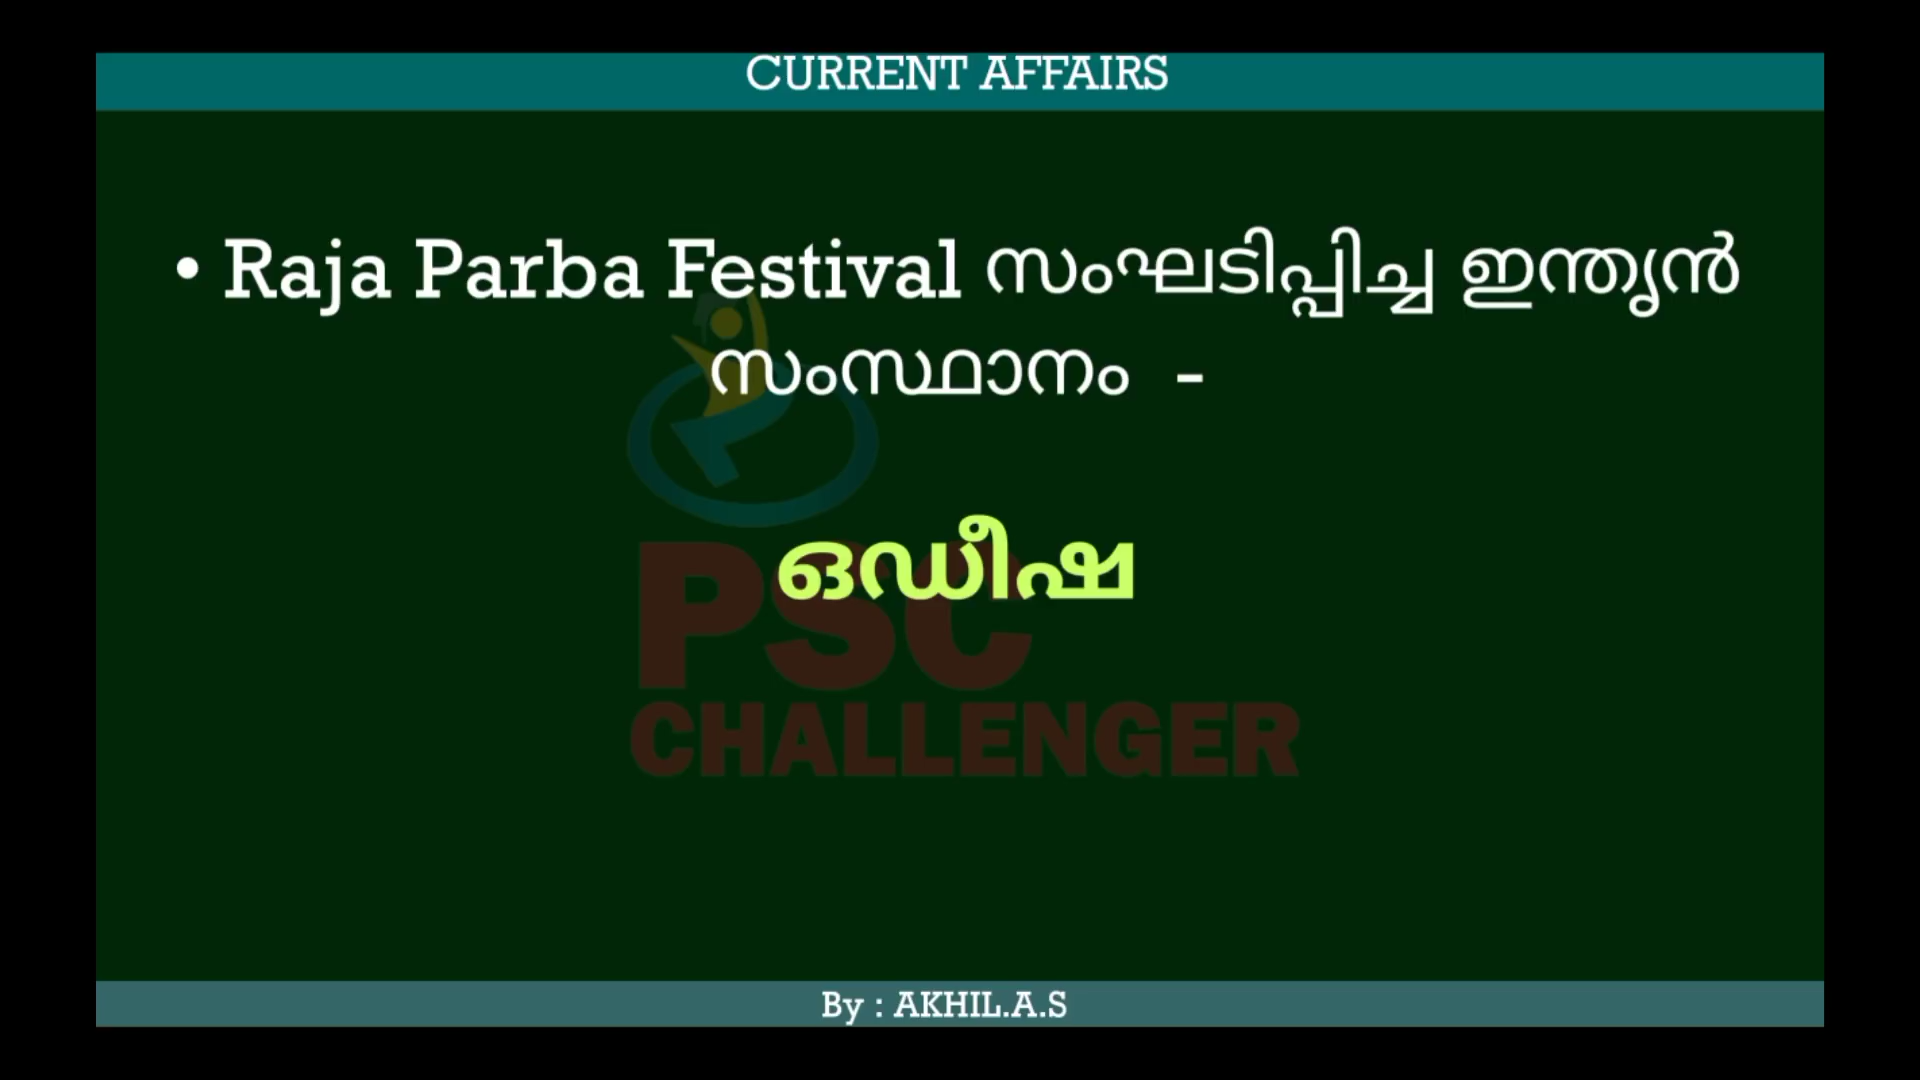 CURRENT AFFAIRS
• Raja Parba Festival സംഘടിപ്പിച്ച ഇന്ത്യൻ
സംസ്ഥാനം -
ഒഡീഷ
PSC
CHALLENGER
By : AKHIL.A.S